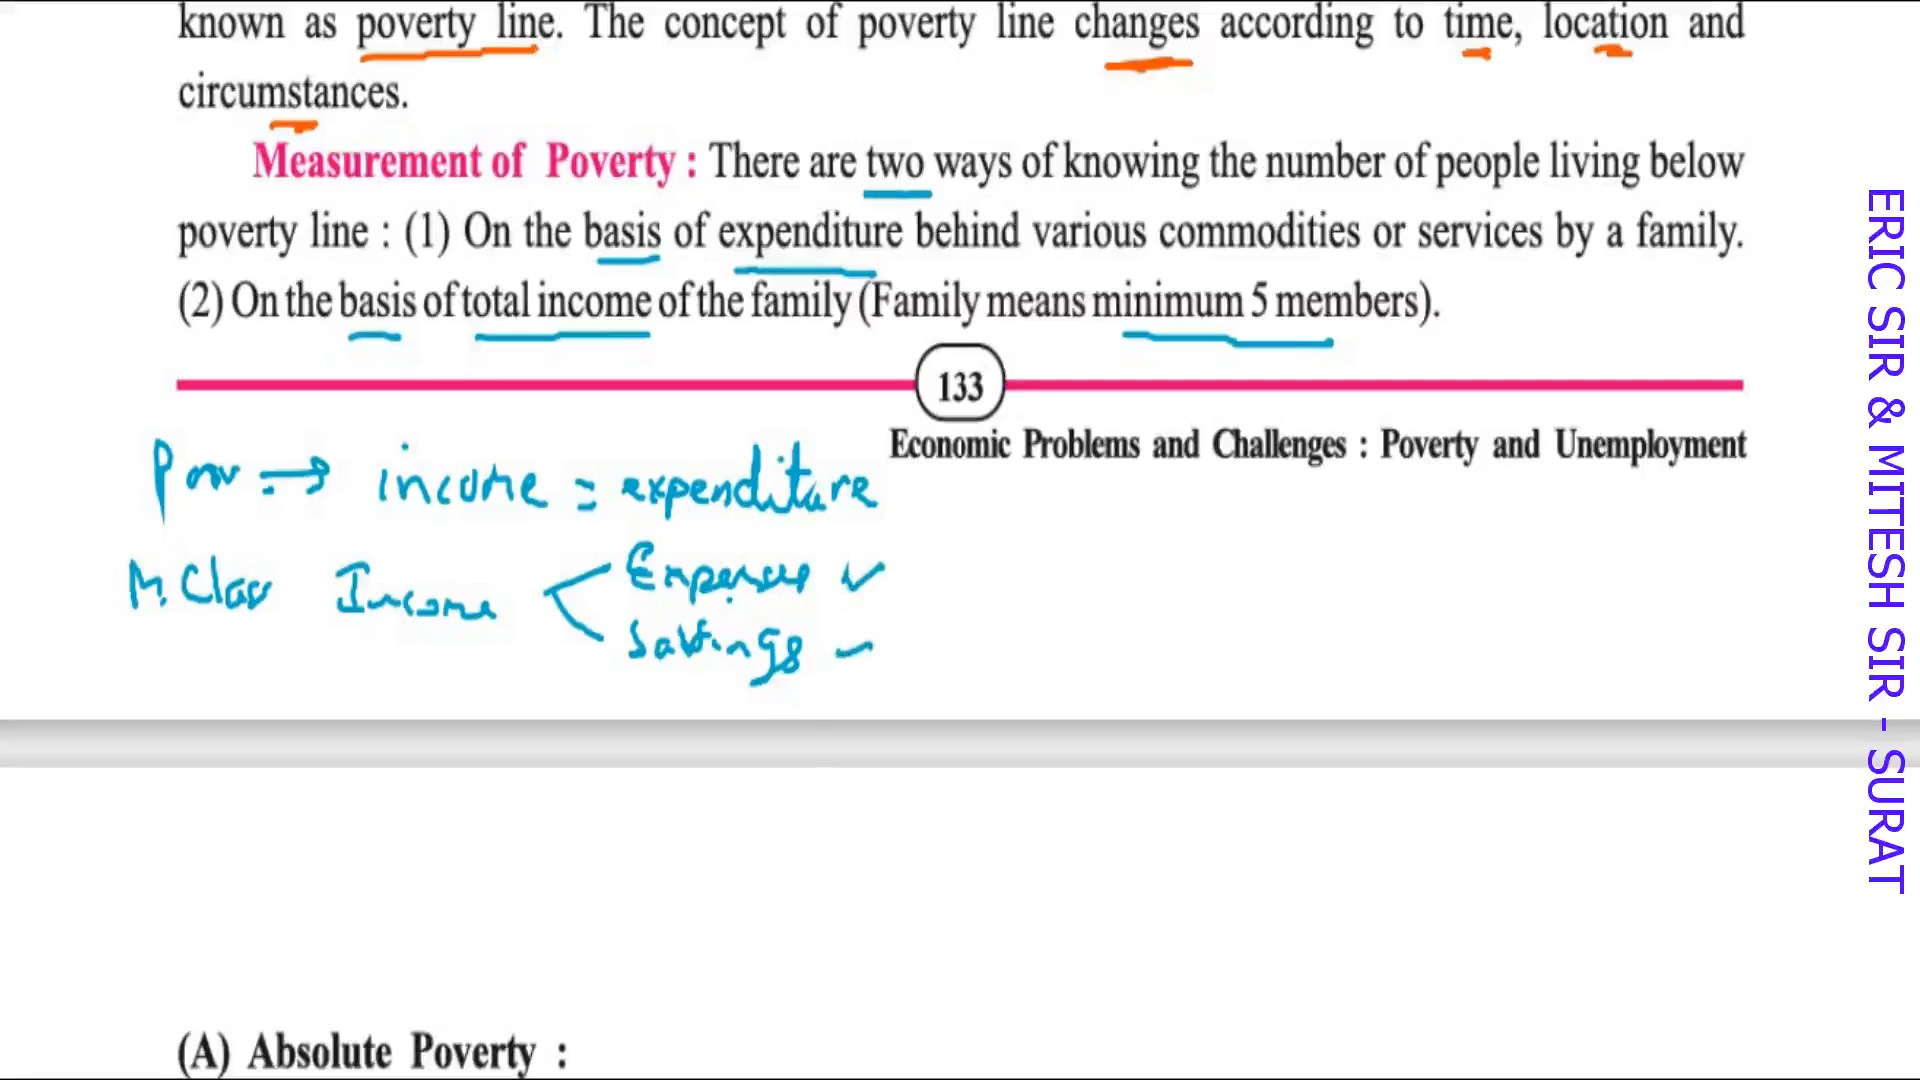 known as poverty line. The concept of poverty line changes according to time, location and
circumstances.
Measurement of Poverty : There are two ways of knowing the number of people living below
poverty line : (1) On the basis of expenditure behind various commodities or services by a family.
(2) On the basis of total income of the family (Family means minimum 5 members).
133
Economic Problems and Challenges : Poverty and Unemployment
income = expenditure
M. Class Income Expenses
Savings
(A) Absolute Poverty :
ERIC SIR & MITESH SIR - SURAT